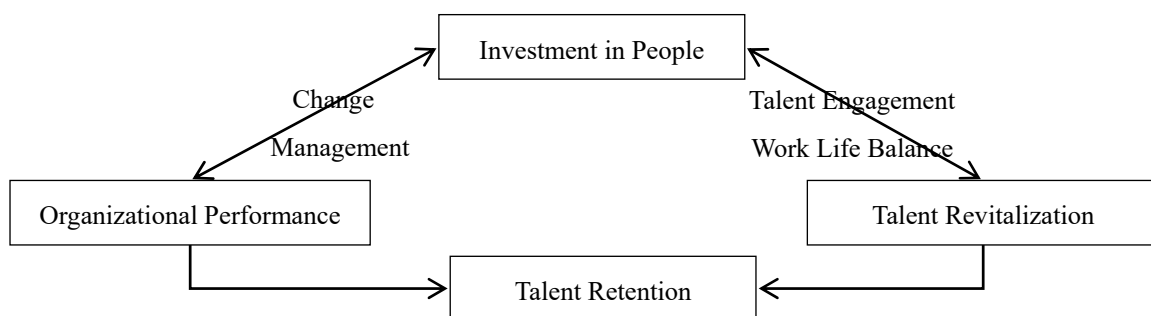 Investment in People
Change
Management
Talent Engagement
Work Life Balance
Organizational Performance
Talent Revitalization
Talent Retention